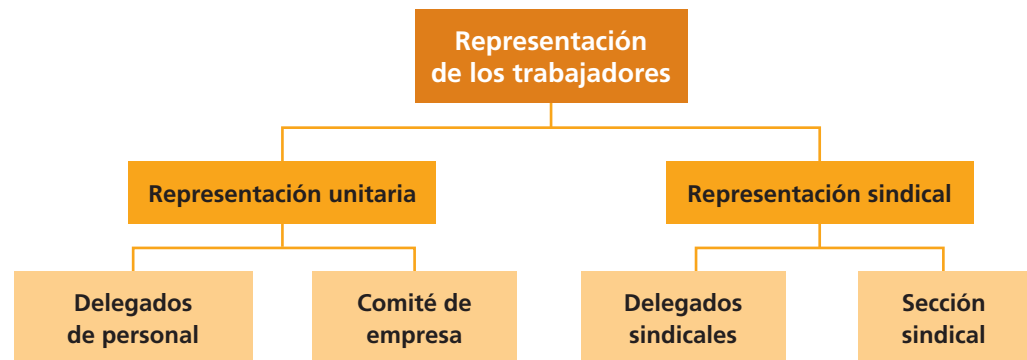 Representación
de los trabajadores
Representación unitaria
Representación sindical
Delegados
de personal
Comité de
empresa
Delegados
sindicales
Sección
sindical